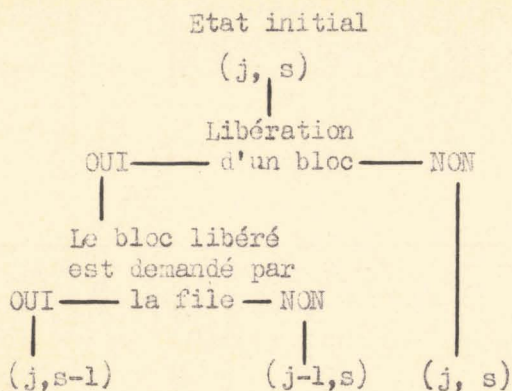 Etat initial
(j, s)
Libération
OUI d'un bloc NON
Le bloc libéré
est demandé par
OUI la file NON
(j,s-1) (j-1,s) (j, s)